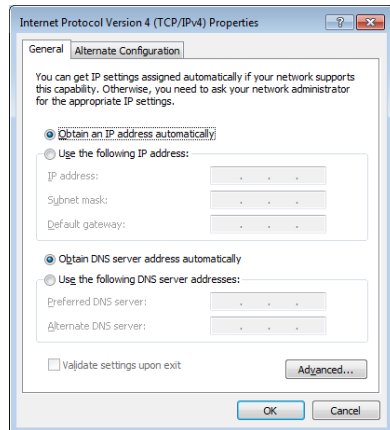 Internet Protocol Version 4 (TCP/IPv4) Properties
General
Alternate Configuration
You can get IP settings assigned automatically if your network supports
this capability. Otherwise, you need to ask your network administrator
for the appropriate IP settings.
Obtain an IP address automatically
Use the following IP address:
IP address:
Subnet mask:
Default gateway:
Obtain DNS server address automatically
Use the following DNS server addresses:
Preferred DNS server:
Alternate DNS server:
Validate settings upon exit
Advanced...
OK
Cancel